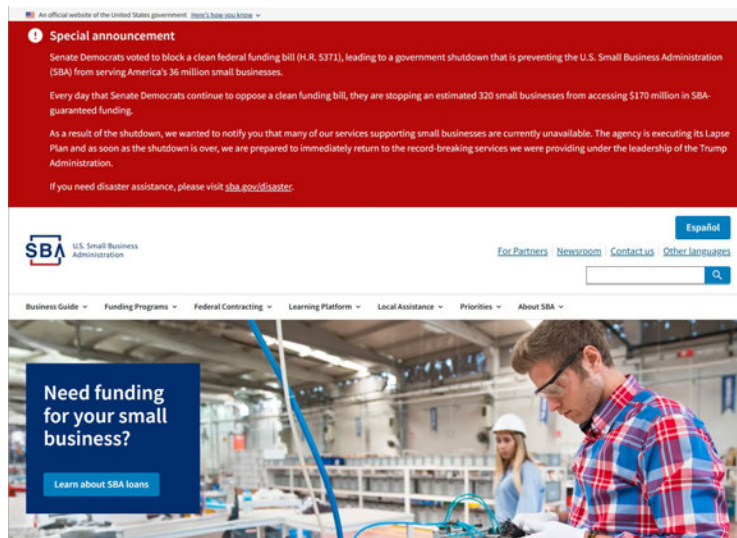 An official website of the United States government Here's how you know
Special announcement
Senate Democrats voted to block a clean federal funding bill (H.R. 5371), leading to a government shutdown that is preventing the U.S. Small Business Administration
(SBA) from serving America's 36 million small businesses.
Every day that Senate Democrats continue to oppose a clean funding bill, they are stopping an estimated 320 small businesses from accessing $170 million in SBA-
guaranteed funding.
As a result of the shutdown, we wanted to notify you that many of our services supporting small businesses are currently unavailable. The agency is executing its Lapse
Plan and as soon as the shutdown is over, we are prepared to immediately return to the record-breaking services we were providing under the leadership of the Trump
Administration.
If you need disaster assistance, please visit sba.gov/disaster.
Español
SBA U.S. Small Business
Administration
For Partners Newsroom Contact us Other languages
Business Guide Funding Programs Federal Contracting Learning Platform Local Assistance Priorities About SBA
Need funding
for your small
business?
Learn about SBA loans